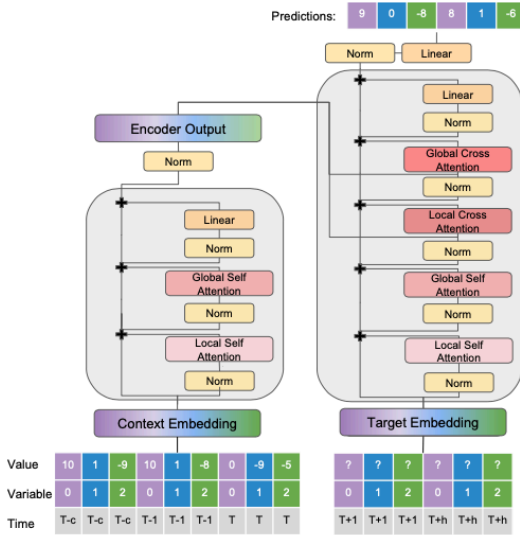 Predictions: 9 0 -8 8 1 -6
Norm Linear
Linear
Norm
Global Cross
Attention
Norm
Local Cross
Attention
Norm
Global Self
Attention
Norm
Local Self
Attention
Norm
Target Embedding
Encoder Output
Norm
Linear
Norm
Global Self
Attention
Norm
Local Self
Attention
Norm
Context Embedding
Value 10 1 -9 10 1 -8 0 -9 -5 ? ? ? ? ? ?
Variable 0 1 2 0 1 2 0 1 2 0 1 2 0 1 2
Time T-c T-c T-c T-1 T-1 T-1 T T T T+1 T+1 T+1 T+h T+h T+h